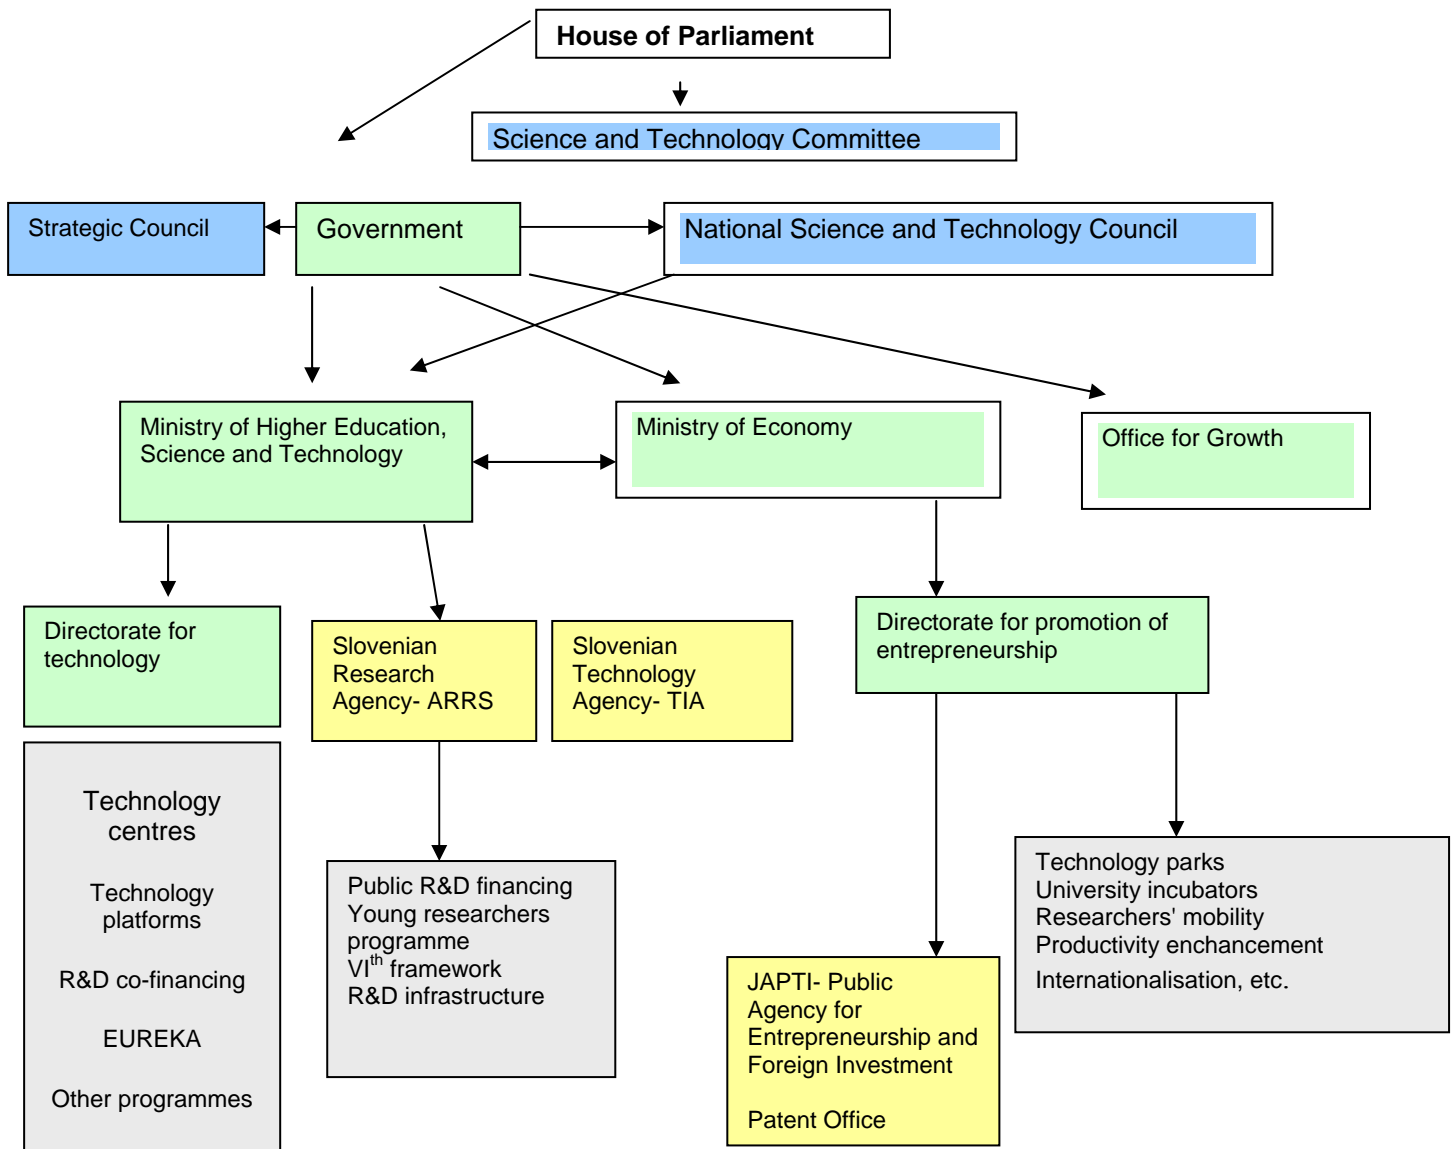 House of Parliament
Science and Technology Committee
Strategic Council
Government
National Science and Technology Council
Ministry of Higher Education,
Science and Technology
Ministry of Economy
Office for Growth
Directorate for
technology
Slovenian
Research
Agency- ARRS
Slovenian
Technology
Agency- TIA
Directorate for promotion of
entrepreneurship
Technology
centres
Technology
platforms
R&D co-financing
EUREKA
Other programmes
Public R&D financing
Young researchers
programme
VIth framework
R&D infrastructure
JAPTI- Public
Agency for
Entrepreneurship and
Foreign Investment
Patent Office
Technology parks
University incubators
Researchers' mobility
Productivity enchancement
Internationalisation, etc.